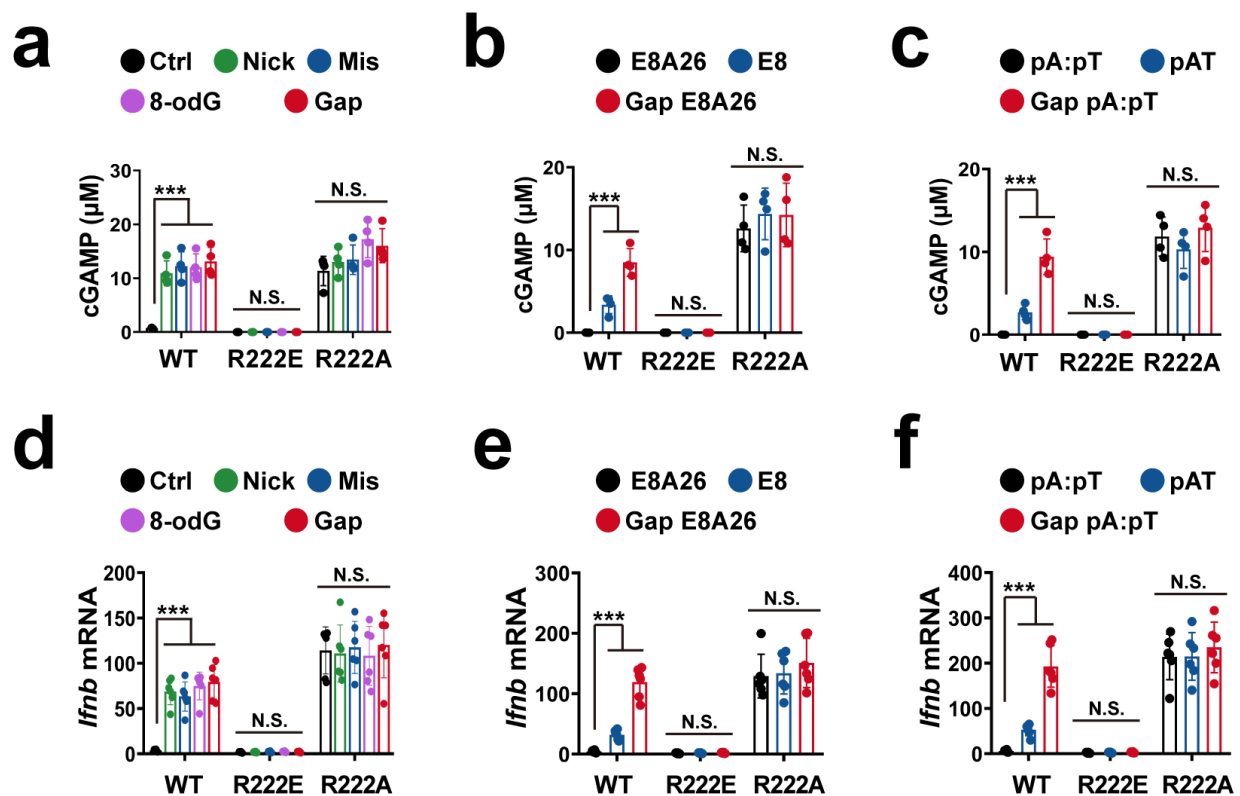 a
Ctrl Nick Mis
8-odG Gap
cGAMP (μM)
30
20
10
0
***
N.S.
N.S.
WT R222E R222A
b
E8A26 E8
Gap E8A26
cGAMP (μM)
20
10
0
***
N.S.
N.S.
WT R222E R222A
c
pA:pT pAT
Gap pA:pT
cGAMP (μM)
20
10
0
***
N.S.
N.S.
WT R222E R222A
d
Ctrl Nick Mis
8-odG Gap
Ifnb mRNA
200
150
100
50
0
***
N.S.
N.S.
WT R222E R222A
e
E8A26 E8
Gap E8A26
Ifnb mRNA
300
200
100
0
***
N.S.
N.S.
WT R222E R222A
f
pA:pT pAT
Gap pA:pT
Ifnb mRNA
400
300
200
100
0
***
N.S.
N.S.
WT R222E R222A